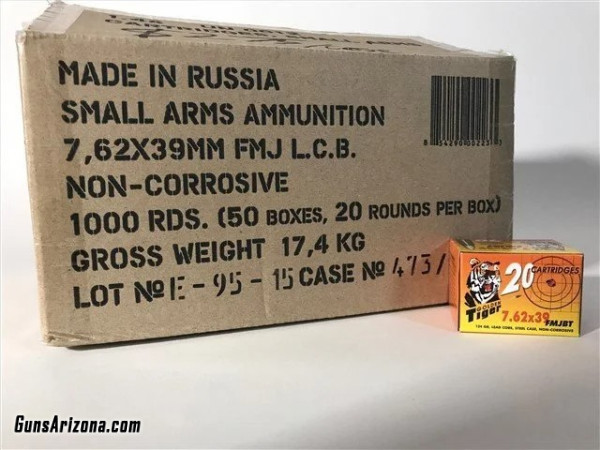 MADE IN RUSSIA
SMALL ARMS AMMUNITION
7,62X39MM FMJ L.C.B.
NON-CORROSIVE
1000 RDS. (50 BOXES, 20 ROUNDS PER BOX)
GROSS WEIGHT 17,4 KG
LOT № E-95-15 CASE № 473/
20 CARTRIDGES
GOLDEN
Tiger
7.62x39 FMJBT
GunsArizona.com